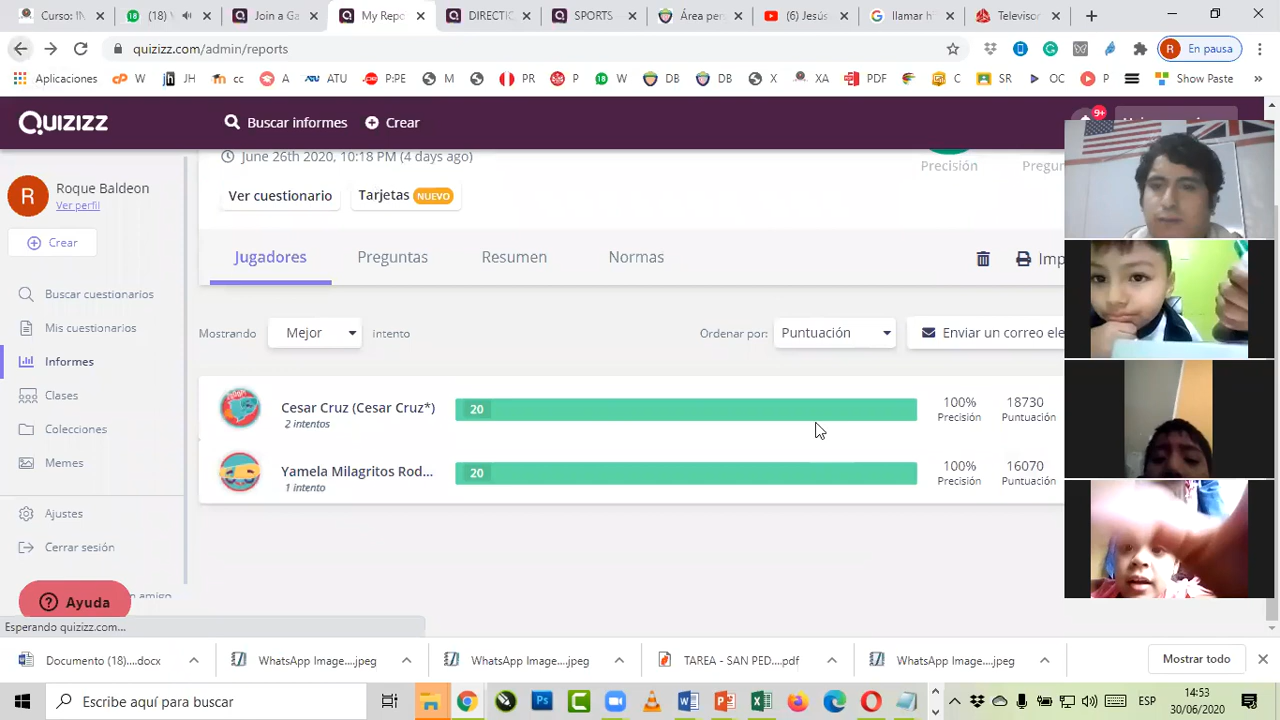 Curso: IN
(18) V
Join a Ga
My Repo
DIRECTIC
SPORTS
Área per
(6) Jesús
llamar h
Televisc
quizizz.com/admin/reports
En pausa
Aplicaciones
W
JH
cc
A
ATU
P:PE
M
S
PR
P
W
DB
DB
X
XA
PDF
F
C
SR
OC
P
M
Show Paste
QUIZIZZ
Buscar informes
Crear
9+
June 26th 2020, 10:18 PM (4 days ago)
Precisión
Pregun
R
Roque Baldeon
Ver perfil
Ver cuestionario
Tarjetas NUEVO
Crear
Jugadores
Preguntas
Resumen
Normas
Imp
Buscar cuestionarios
Mis cuestionarios
Informes
Clases
Colecciones
Memes
Ajustes
Cerrar sesión
Mostrando
Mejor
intento
Ordenar por:
Puntuación
Enviar un correo ele
Cesar Cruz (Cesar Cruz*)
2 intentos
20
100%
Precisión
18730
Puntuación
Yamela Milagritos Rod...
1 intento
20
100%
Precisión
16070
Puntuación
Ayuda
n amigo
Esperando quizizz.com...
Documento (18)....docx
WhatsApp Image....jpeg
WhatsApp Image....jpeg
TAREA - SAN PED....pdf
WhatsApp Image....jpeg
Mostrar todo
Escribe aquí para buscar
ESP
14:53
30/06/2020